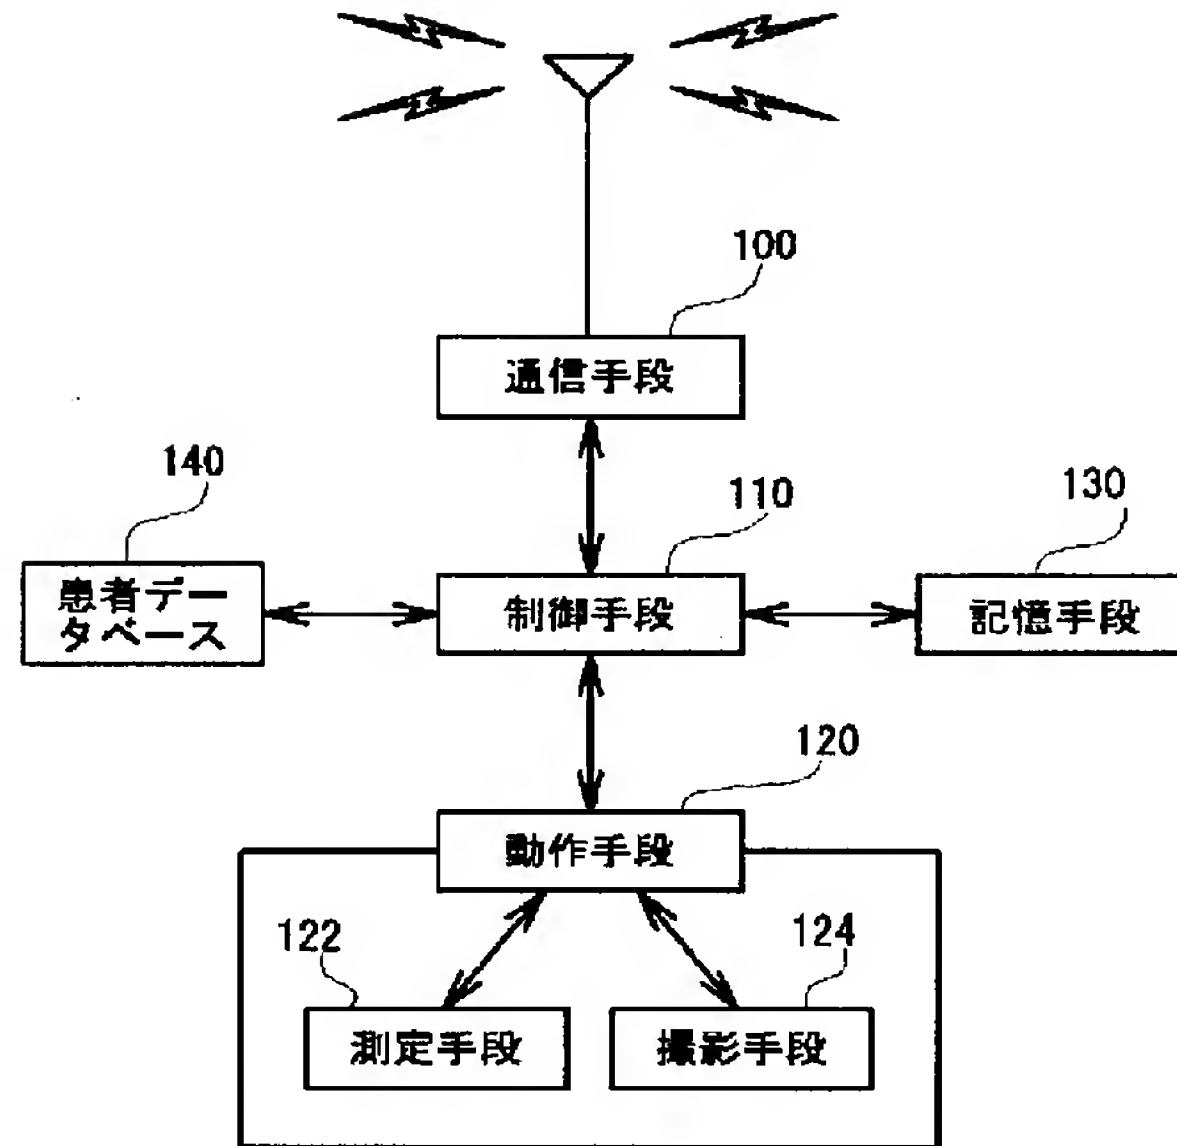 100
通信手段
140
110
130
患者デー
タベース
制御手段
記憶手段
120
動作手段
122
124
測定手段
撮影手段